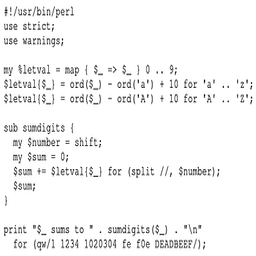 #!/usr/bin/perl
use strict;
use warnings;

my %letval = map { $_ => $_ } 0 .. 9;
$letval{$_} = ord($_) - ord('a') + 10 for 'a' .. 'z';
$letval{$_} = ord($_) - ord('A') + 10 for 'A' .. 'Z';

sub sumdigits {
  my $number = shift;
  my $sum = 0;
  $sum += $letval{$_} for (split //, $number);
  $sum;
}

print "$_ sums to " . sumdigits($_) . "\n"
  for (qw/1 1234 1020304 fe f0e DEADBEEF/);